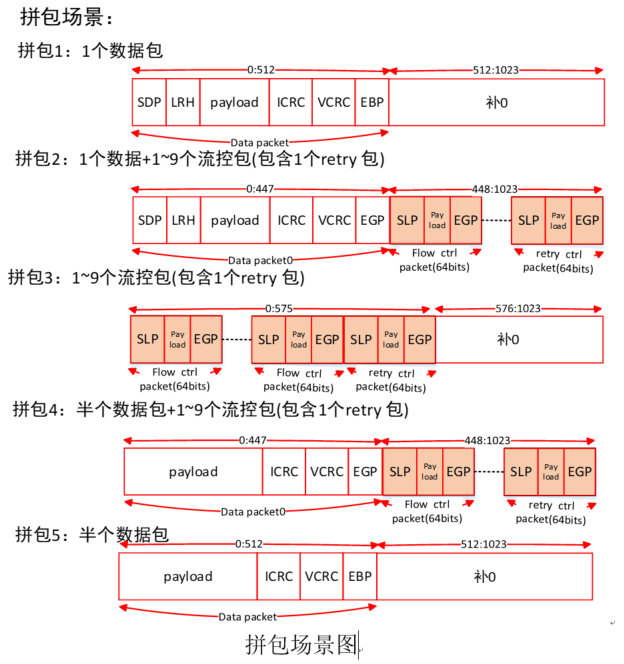 拼包场景：
拼包1：1个数据包
0:512 512:1023
SDP LRH payload ICRC VCRC EBP 补0
Data packet
拼包2：1个数据+1~9个流控包(包含1个retry 包)
0:447 448:1023
SDP LRH payload ICRC VCRC EGP SLP Pay load EGP SLP Pay load EGP
Data packet0 Flow ctrl packet(64bits) retry ctrl packet(64bits)
拼包3：1~9个流控包(包含1个retry 包)
0:575 576:1023
SLP Pay load EGP SLP Pay load EGP SLP Pay load EGP 补0
Flow ctrl packet(64bits) Flow ctrl packet(64bits) retry ctrl packet(64bits)
拼包4：半个数据包+1~9个流控包(包含1个retry 包)
0:447 448:1023
payload ICRC VCRC EGP SLP Pay load EGP SLP Pay load EGP
Data packet0 Flow ctrl packet(64bits) retry ctrl packet(64bits)
拼包5：半个数据包
0:512 512:1023
payload ICRC VCRC EBP 补0
Data packet
拼包场景图